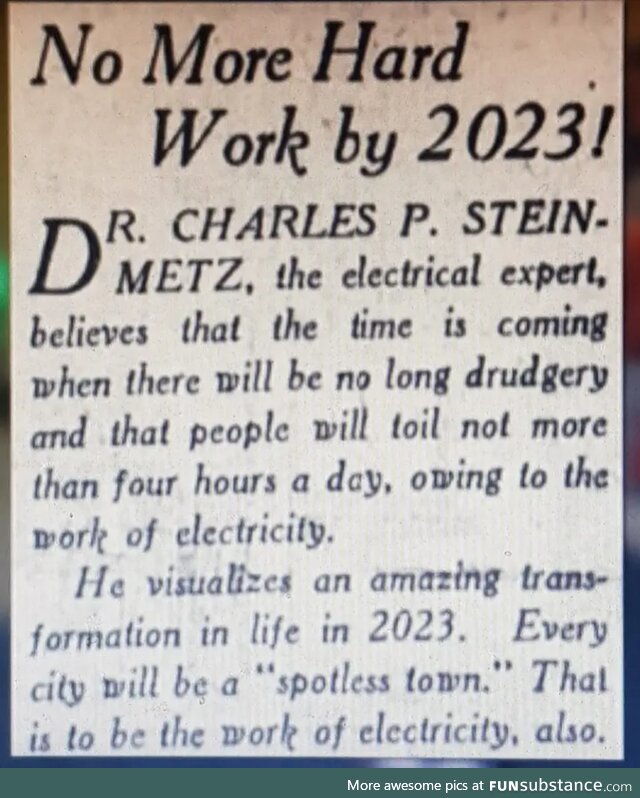 No More Hard
Work by 2023!
DR. CHARLES P. STEIN-
METZ, the electrical expert,
believes that the time is coming
when there will be no long drudgery
and that people will toil not more
than four hours a day, owing to the
work of electricity.
He visualizes an amazing trans-
formation in life in 2023. Every
city will be a "spotless town." That
is to be the work of electricity, also.
More awesome pics at FUNsubstance.com